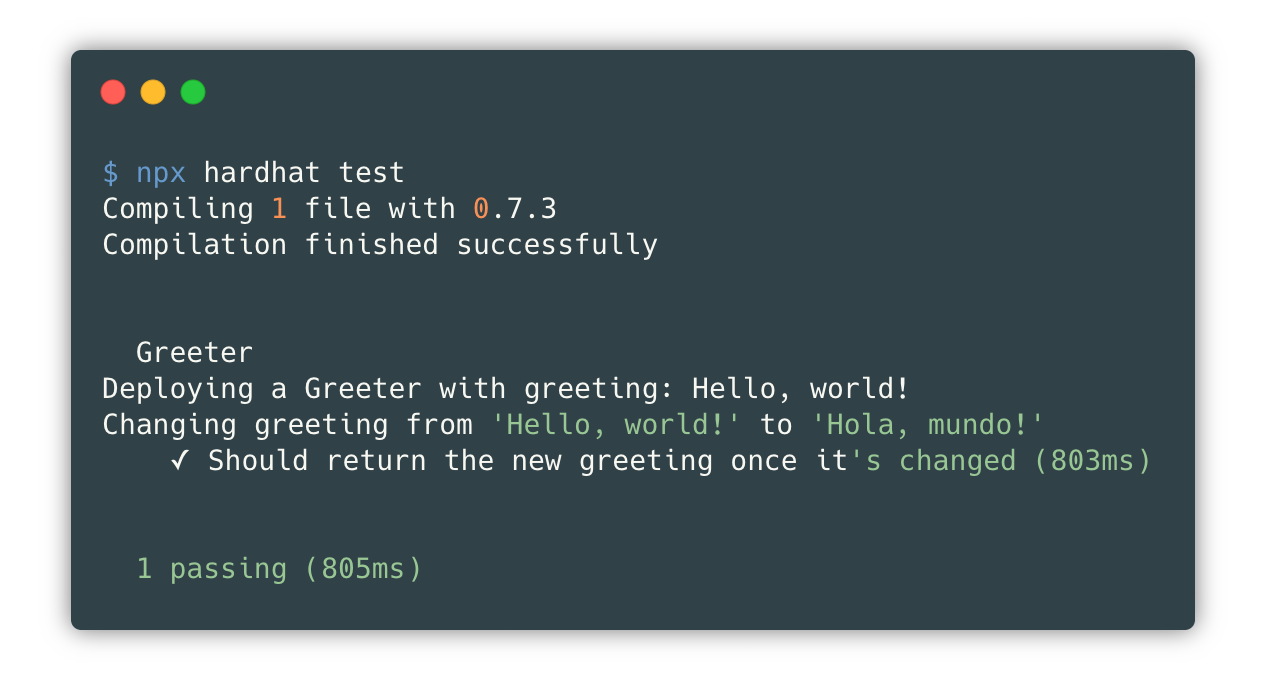 $ npx hardhat test
Compiling 1 file with 0.7.3
Compilation finished successfully
Greeter
Deploying a Greeter with greeting: Hello, world!
Changing greeting from 'Hello, world!' to 'Hola, mundo!'
✓ Should return the new greeting once it's changed (803ms)
1 passing (805ms)